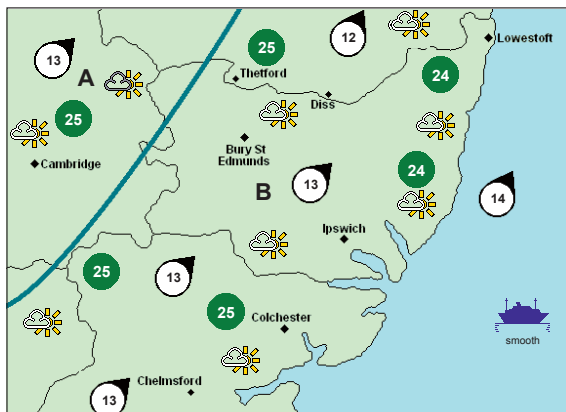 12
Lowestoft
13
25
Thetford
24
A
Diss
25
Bury St
Edmunds
Cambridge
24
13
B
14
Ipswich
25
13
25
Colchester
smooth
Chelmsford
13